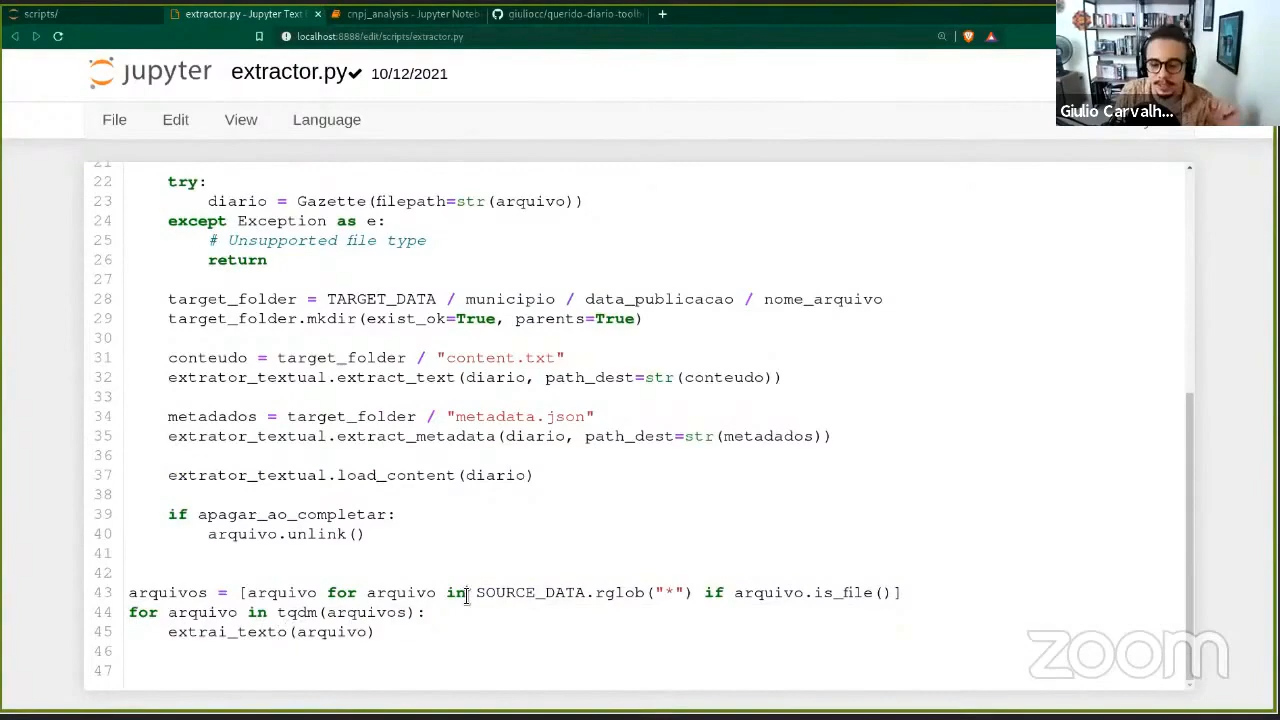 scripts/
extractor.py - Jupyter Text
cnpj_analysis - Jupyter Noteb
giuliocc/querido-diario-toolb
localhost:8888/edit/scripts/extractor.py
jupyter extractor.py 10/12/2021
Giulio Carvalh...
File Edit View Language
21
22 try:
23 diario = Gazette(filepath=str(arquivo))
24 except Exception as e:
25 # Unsupported file type
26 return
27
28 target_folder = TARGET_DATA / municipio / data_publicacao / nome_arquivo
29 target_folder.mkdir(exist_ok=True, parents=True)
30
31 conteudo = target_folder / "content.txt"
32 extrator_textual.extract_text(diario, path_dest=str(conteudo))
33
34 metadados = target_folder / "metadata.json"
35 extrator_textual.extract_metadata(diario, path_dest=str(metadados))
36
37 extrator_textual.load_content(diario)
38
39 if apagar_ao_completar:
40 arquivo.unlink()
41
42
43 arquivos = [arquivo for arquivo in SOURCE_DATA.rglob("*") if arquivo.is_file()]
44 for arquivo in tqdm(arquivos):
45 extrai_texto(arquivo)
46
47
zoom